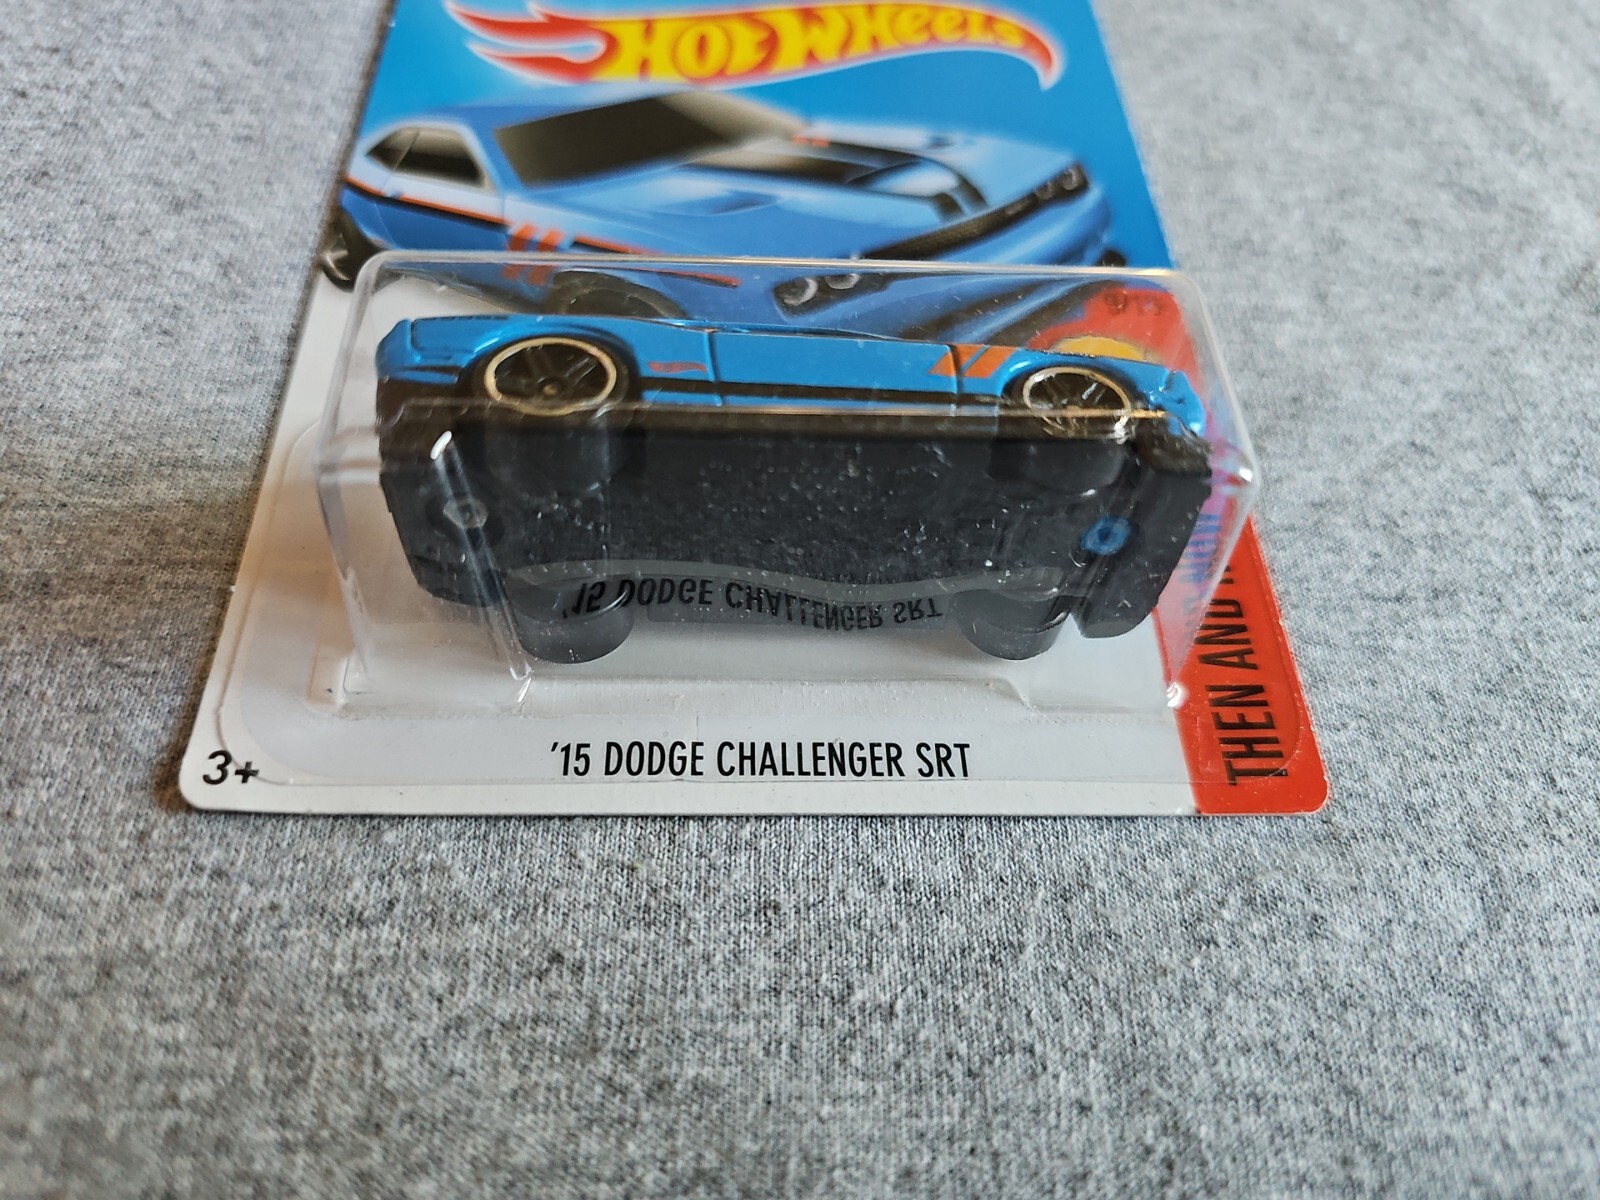 HOT WHEELS
'15 DODGE CHALLENGER SRT
'15 DODGE CHALLENGER SRT
3+
THEN AND